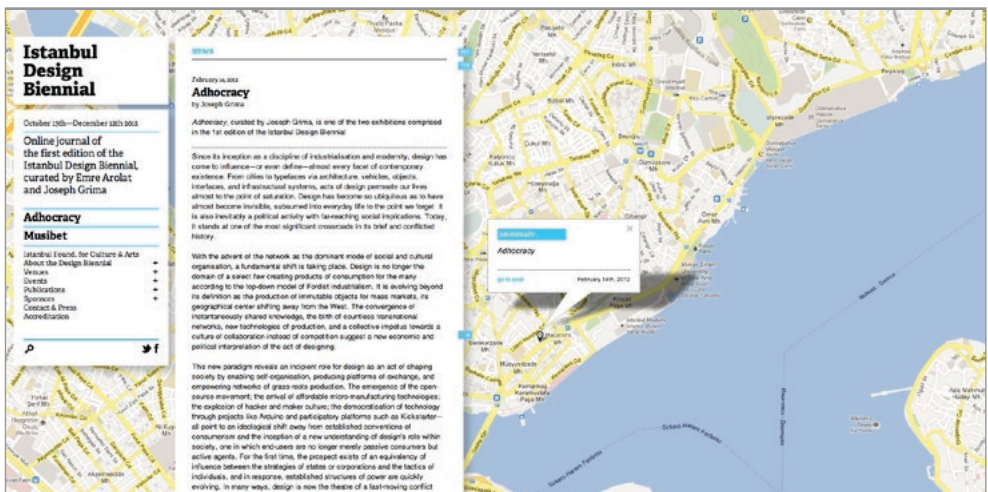 Istanbul
Design
Biennial
October 13th—December 12th 2012
Online journal of
the first edition of the
Istanbul Design Biennial,
curated by Emre Arolat
and Joseph Grima
Adhocracy
Musibet
Istanbul Found. for Culture & Arts
About the Design Biennial +
Venues +
Events +
Publications +
Sponsors +
Contact & Press
Accreditation
NEWS
February 14, 2012
Adhocracy
by Joseph Grima
Adhocracy, curated by Joseph Grima, is one of the two exhibitions comprised
in the 1st edition of the Istanbul Design Biennial
Since its inception as a discipline of industrialisation and modernity, design has
come to influence—or even define—almost every facet of contemporary
existence. From cities to typefaces via architecture, vehicles, objects,
interfaces, and infrastructural systems, acts of design permeate our lives
almost to the point of saturation. Design has become so ubiquitous as to have
almost become invisible, subsumed into everyday life to the point we forget it
is also inevitably a political activity with far-reaching social implications. Today,
it stands at one of the most significant crossroads in its brief and conflicted
history.
With the advent of the network as the dominant mode of social and cultural
organisation, a fundamental shift is taking place. Design is no longer the
domain of a select few creating products of consumption for the many
according to the top-down model of Fordist industrialism. It is evolving beyond
its definition as the production of immutable objects for mass markets, its
geographical center shifting away from the West. The convergence of
instantaneously shared knowledge, the birth of countless transnational
networks, new technologies of production, and a collective impetus towards a
culture of collaboration instead of competition suggest a new economic and
political interpretation of the act of designing.
This new paradigm reveals an incipient role for design as an act of shaping
society by enabling self-organisation, producing platforms of exchange, and
empowering networks of grass roots production. The emergence of the open-
source movement; the arrival of affordable micro-manufacturing technologies;
the explosion of hacker and maker culture; the democratisation of technology
through projects like Arduino and participatory platforms such as Kickstarter—
all point to an ideological shift away from established conventions of
consumerism and the inception of a new understanding of design's role within
society, one in which end-users are no longer merely passive consumers but
active agents. For the first time, the prospect exists of an equivalency of
influence between the strategies of states or corporations and the tactics of
individuals, and in response, established structures of power are quickly
evolving. In many ways, design is now the theatre of a fast-moving conflict
Adhocracy
go to post
February 14th, 2012
Beyoğlu
Cihangir
Ömer
Avni Mh
Kemankeş
Karamustafa
Paşa Mh
Müeyyedzade
Mh